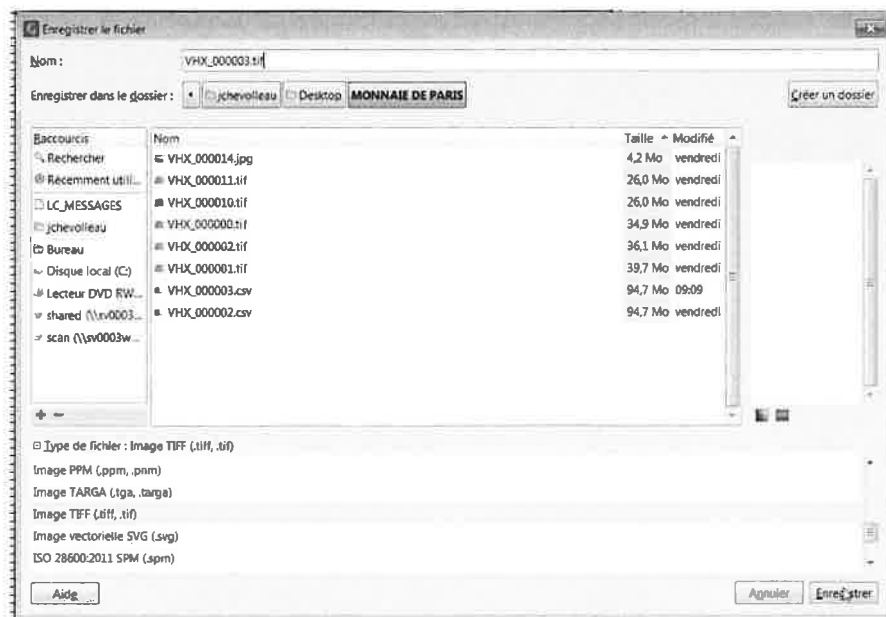 Enregistrer le fichier
Nom : VHX_000003.tif
Enregistrer dans le dossier : jchevolleau Desktop MONNAIE DE PARIS Créer un dossier
Raccourcis Nom Taille Modifié
Rechercher VHX_000014.jpg 4,2 Mo vendredi
Récemment utili... VHX_000011.tif 26,0 Mo vendredi
LC_MESSAGES VHX_000010.tif 26,0 Mo vendredi
jchevolleau VHX_000000.tif 34,9 Mo vendredi
Bureau VHX_000002.tif 36,1 Mo vendredi
Disque local (C:) VHX_000001.tif 39,7 Mo vendredi
Lecteur DVD RW... VHX_000003.csv 94,7 Mo 09:09
shared (\\sv0003... VHX_000002.csv 94,7 Mo vendredi
scan (\\sv0003w...
Type de fichier : Image TIFF (.tiff, .tif)
Image PPM (.ppm, .pnm)
Image TARGA (.tga, .targa)
Image TIFF (.tiff, .tif)
Image vectorielle SVG (.svg)
ISO 28600:2011 SPM (.spm)
Aide Annuler Enregistrer